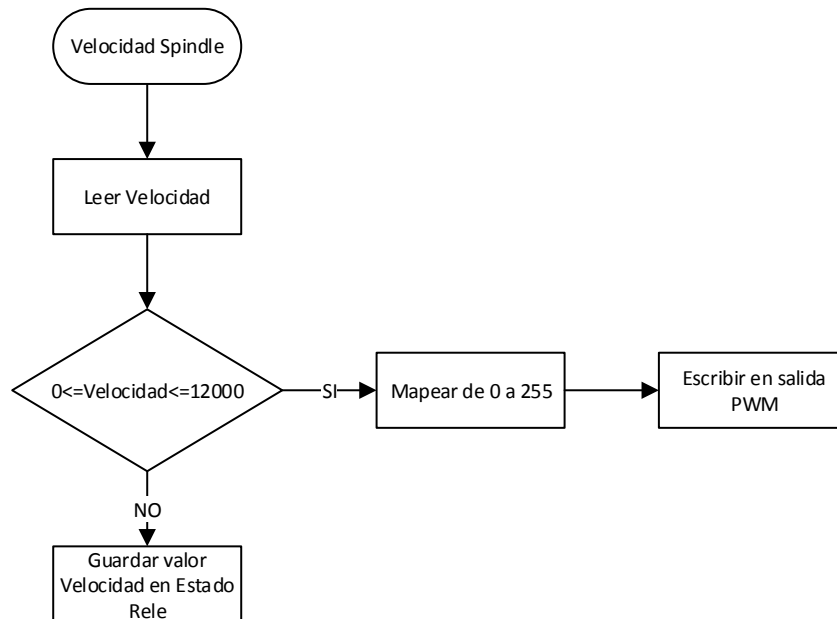 Velocidad Spindle
Leer Velocidad
0<=Velocidad<=12000
SI
Mapear de 0 a 255
Escribir en salida
PWM
NO
Guardar valor
Velocidad en Estado
Rele